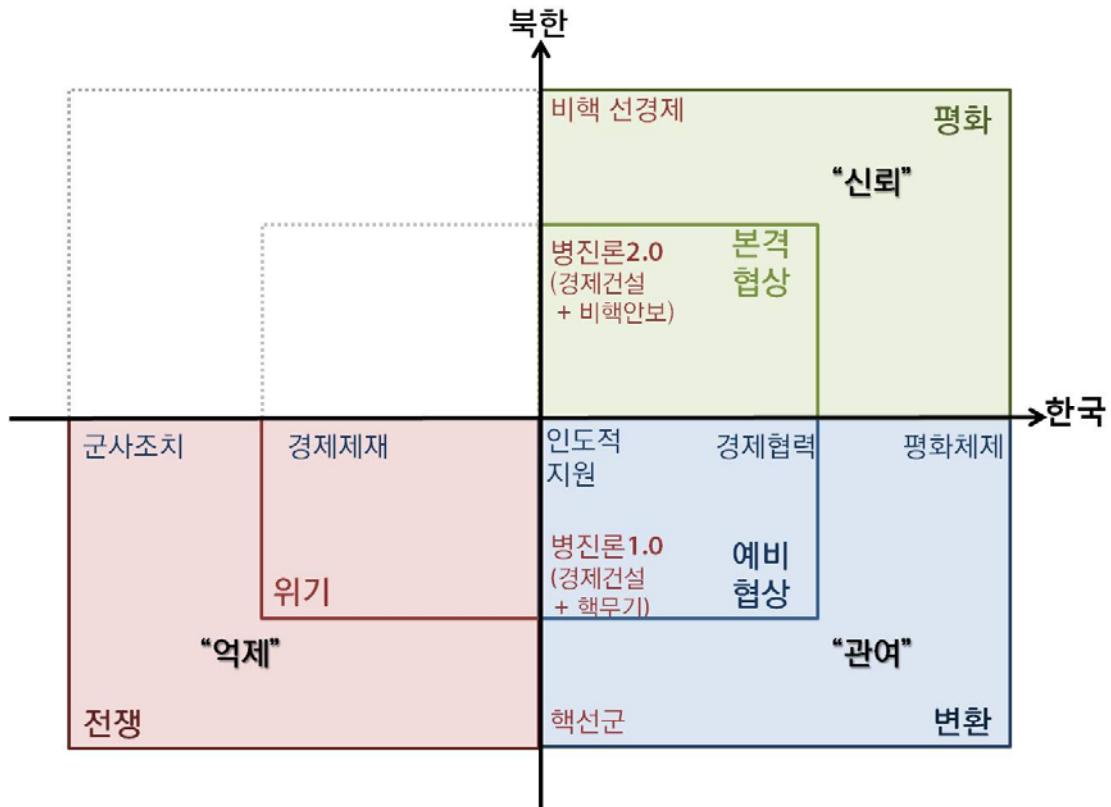 북한
비핵 선경제
평화
“신뢰”
병진론2.0
(경제건설
+ 비핵안보)
본격
협상
한국
군사조치
경제제재
인도적
지원
경제협력
평화체제
병진론1.0
(경제건설
+ 핵무기)
예비
협상
위기
“억제”
“관여”
전쟁
핵선군
변환